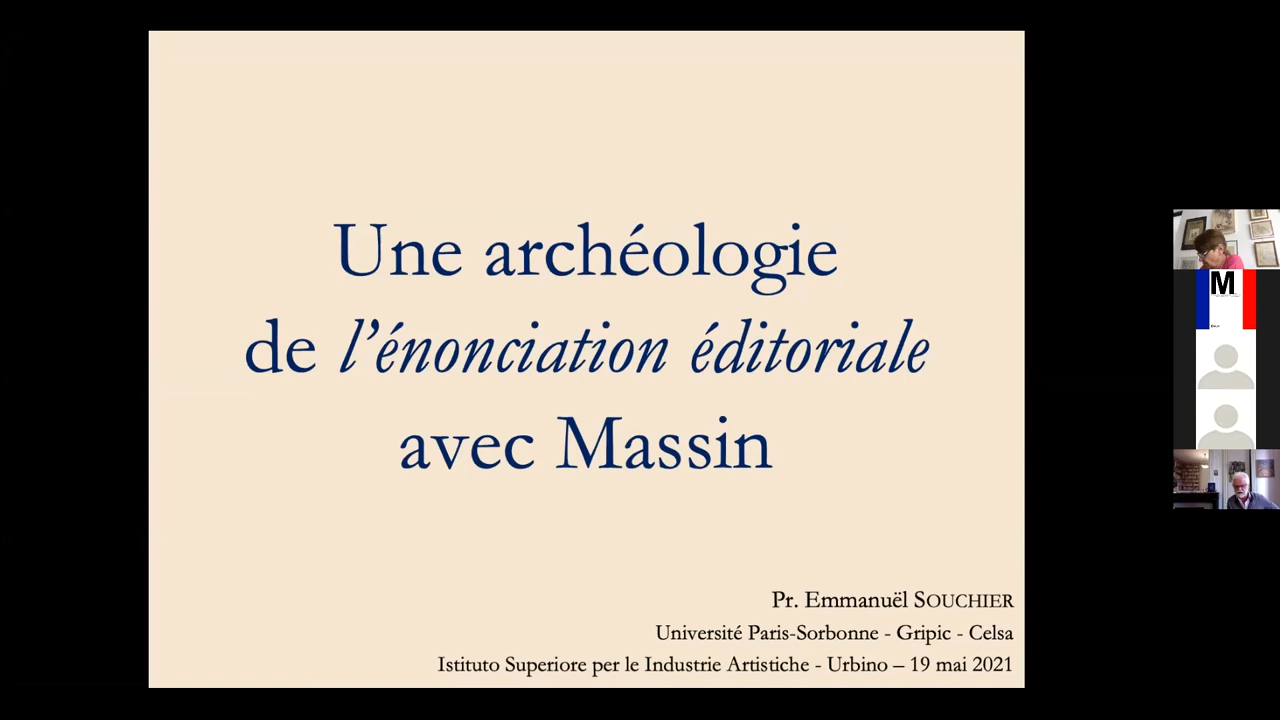 Une archéologie
de l’énonciation éditoriale
avec Massin
Pr. Emmanuël SOUCHIER
Université Paris-Sorbonne - Gripic - Celsa
Istituto Superiore per le Industrie Artistiche - Urbino – 19 mai 2021
M